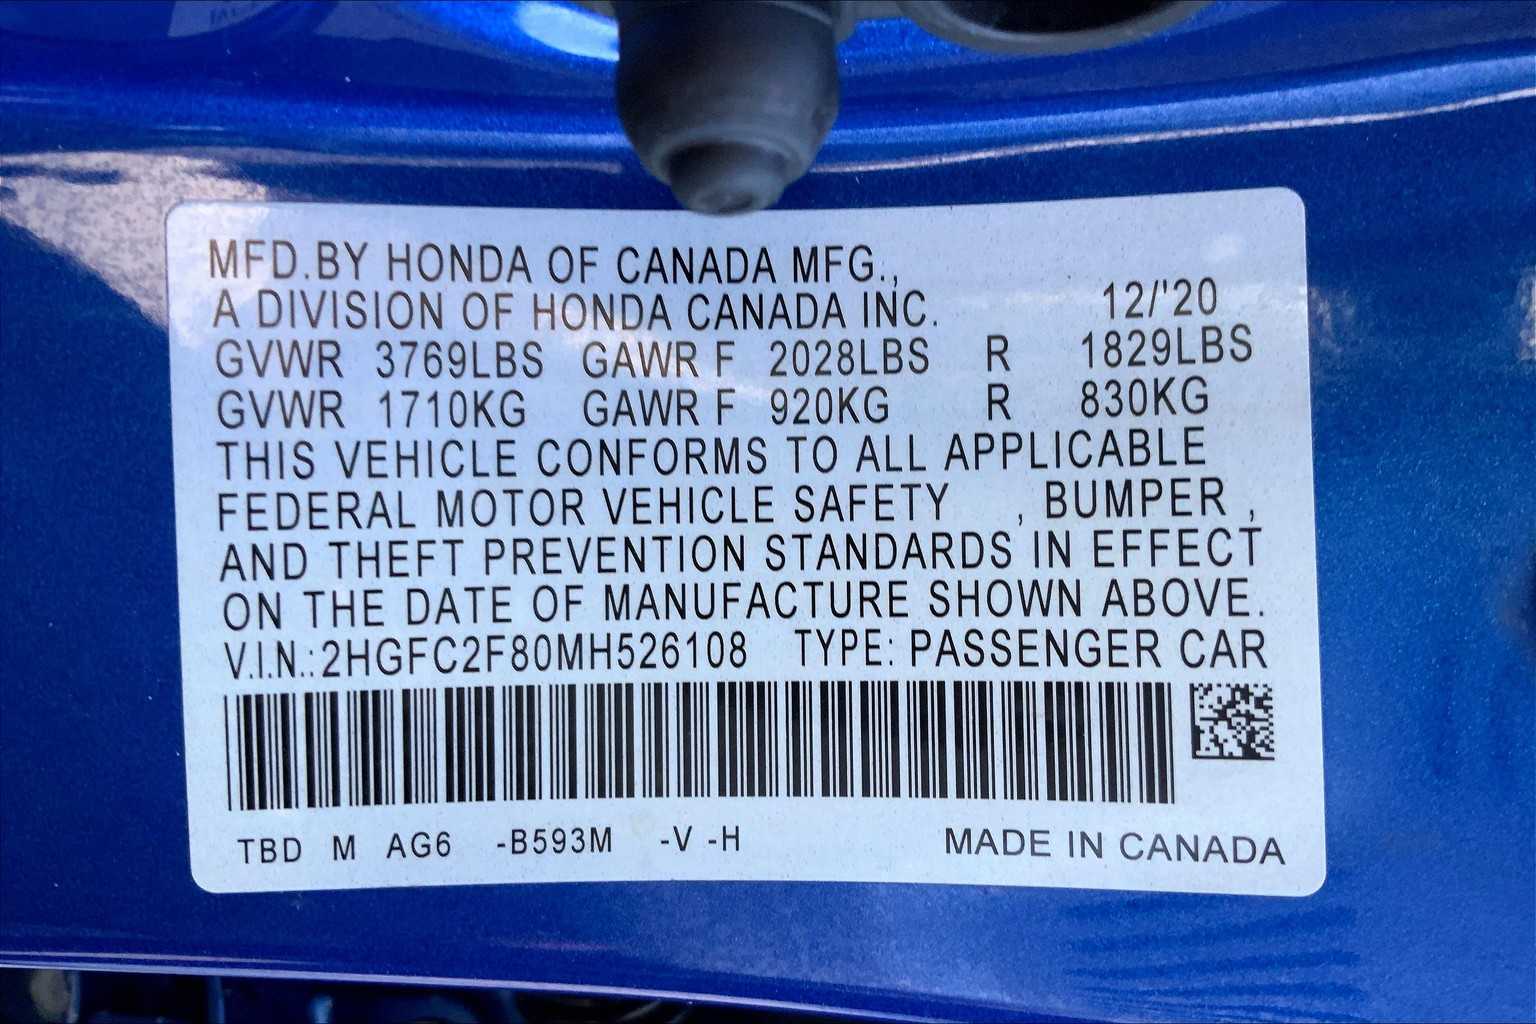 MFD.BY HONDA OF CANADA MFG.,
A DIVISION OF HONDA CANADA INC. 12/'20
GVWR 3769LBS GAWR F 2028LBS R 1829LBS
GVWR 1710KG GAWR F 920KG R 830KG
THIS VEHICLE CONFORMS TO ALL APPLICABLE
FEDERAL MOTOR VEHICLE SAFETY , BUMPER ,
AND THEFT PREVENTION STANDARDS IN EFFECT
ON THE DATE OF MANUFACTURE SHOWN ABOVE.
V.I.N.:2HGFC2F80MH526108 TYPE: PASSENGER CAR
TBD M AG6 -B593M -V -H MADE IN CANADA